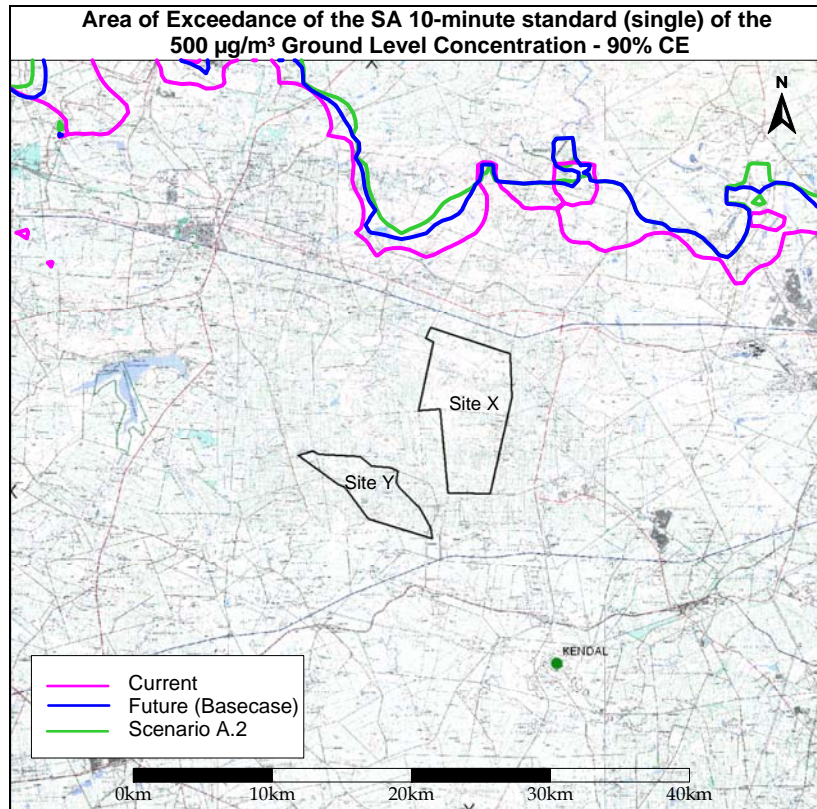 Area of Exceedance of the SA 10-minute standard (single) of the
500 µg/m³ Ground Level Concentration - 90% CE
N
Site X
Site Y
KENDAL
Current
Future (Basecase)
Scenario A.2
0km 10km 20km 30km 40km